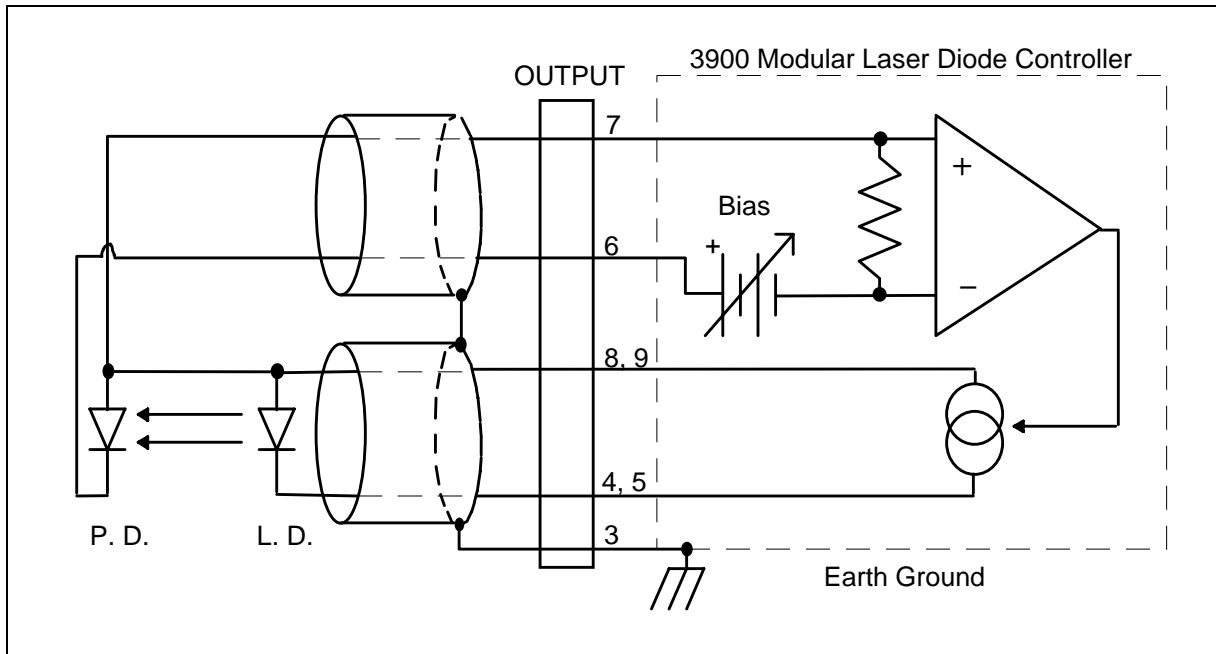 3900 Modular Laser Diode Controller
OUTPUT
7
+
Bias
+
6
−
8, 9
4, 5
P. D.
L. D.
3
Earth Ground